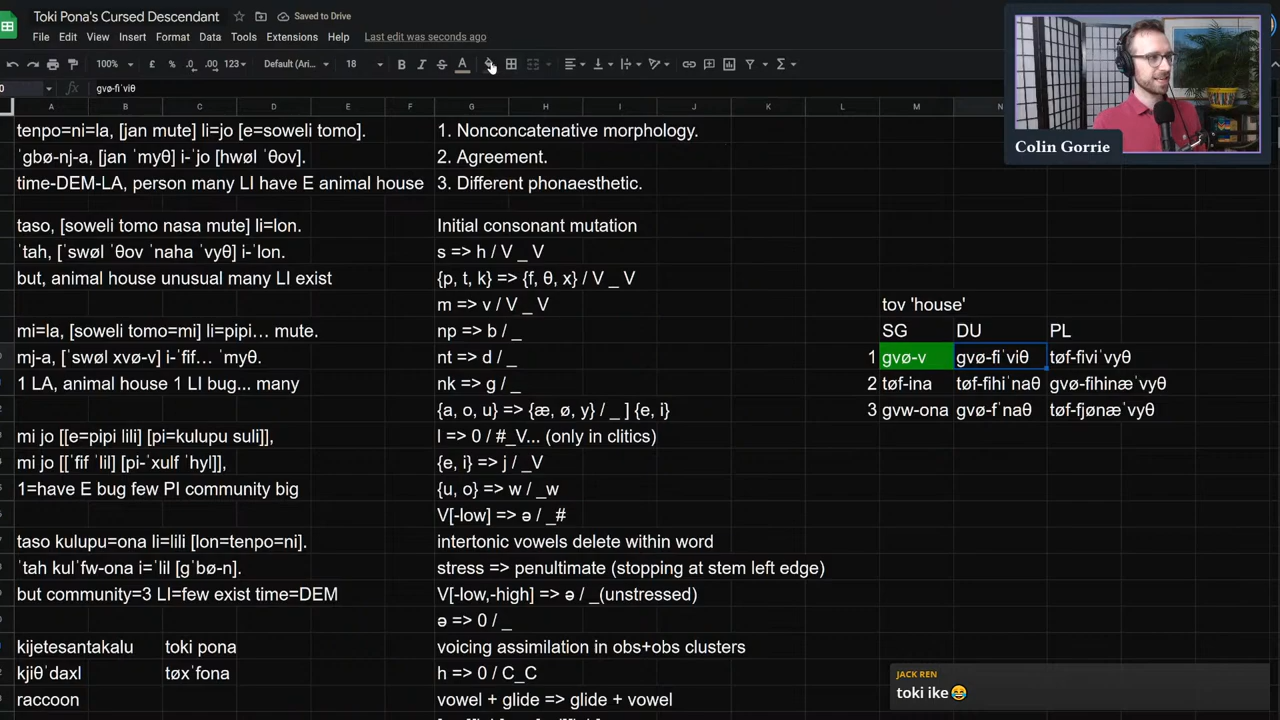 Toki Pona's Cursed Descendant
Saved to Drive
File Edit View Insert Format Data Tools Extensions Help Last edit was seconds ago
100% £ % .0 .00 123 Default (Ari... 18 B I S A
gvø-fiˈviθ
A B C D E F G H I J K L M N
tenpo=ni=la, [jan mute] li=jo [e=soweli tomo]. 1. Nonconcatenative morphology.
ˈgbø-nj-a, [jan ˈmyθ] i-ˈjo [hwøl ˈθov]. 2. Agreement.
time-DEM-LA, person many LI have E animal house 3. Different phonaesthetic.
taso, [soweli tomo nasa mute] li=lon. Initial consonant mutation
ˈtah, [ˈswøl ˈθov ˈnaha ˈvyθ] i-ˈlon. s => h / V _ V
but, animal house unusual many LI exist {p, t, k} => {f, θ, x} / V _ V
m => v / V _ V tov 'house'
mi=la, [soweli tomo=mi] li=pipi… mute. np => b / _ SG DU PL
mj-a, [ˈswøl xvø-v] i-ˈfif… ˈmyθ. nt => d / _ 1 gvø-v gvø-fiˈviθ tøf-fiviˈvyθ
1 LA, animal house 1 LI bug... many nk => g / _ 2 tøf-ina tøf-fihiˈnaθ gvø-fihinæˈvyθ
{a, o, u} => {æ, ø, y} / _ ] {e, i} 3 gvw-ona gvø-fˈnaθ tøf-fjønæˈvyθ
mi jo [[e=pipi lili] [pi=kulupu suli]], l => 0 / #_V... (only in clitics)
mi jo [[ˈfif ˈlil] [pi-ˈxulf ˈhyl]], {e, i} => j / _V
1=have E bug few PI community big {u, o} => w / _w
V[-low] => ə / _#
taso kulupu=ona li=lili [lon=tenpo=ni]. intertonic vowels delete within word
ˈtah kulˈfw-ona i=ˈlil [gˈbø-n]. stress => penultimate (stopping at stem left edge)
but community=3 LI=few exist time=DEM V[-low,-high] => ə / _(unstressed)
ə => 0 / _
kijetesantakalu toki pona voicing assimilation in obs+obs clusters
kjiθˈdaxl tøxˈfona h => 0 / C_C
raccoon vowel + glide => glide + vowel
Colin Gorrie
JACK REN
toki ike😂